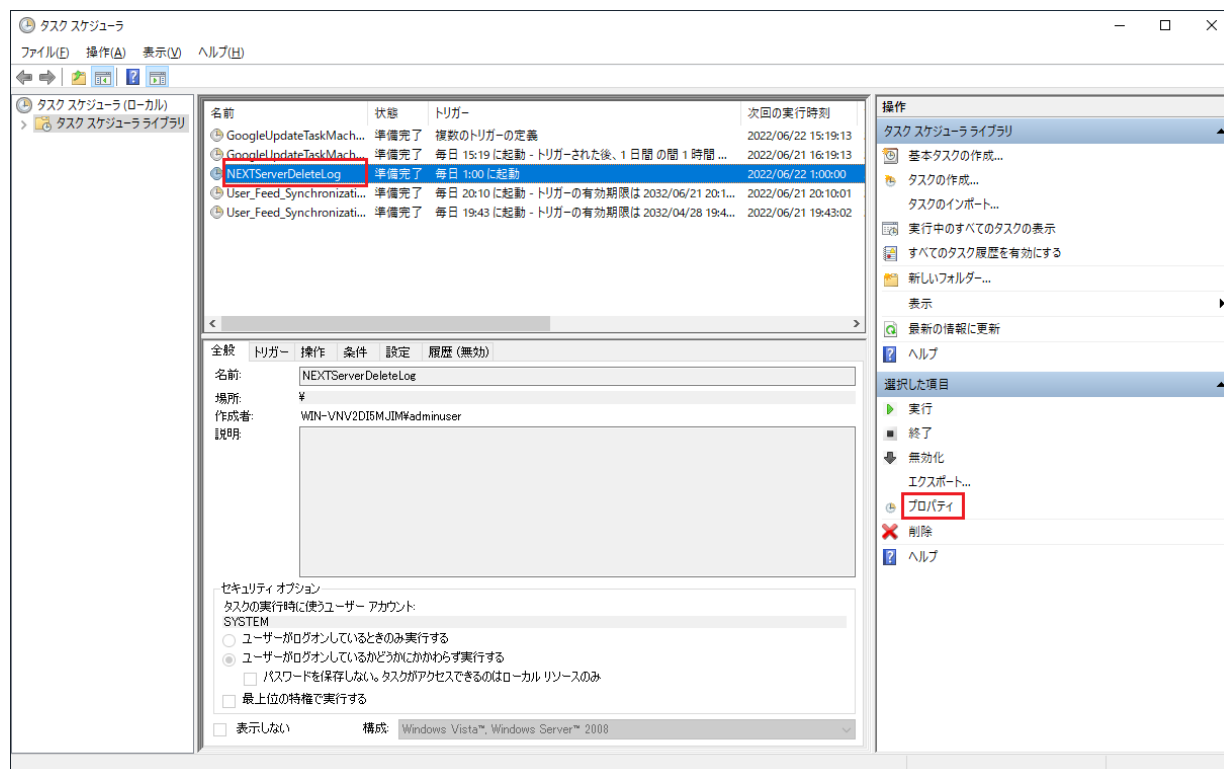 タスク スケジューラ
ファイル(F) 操作(A) 表示(V) ヘルプ(H)
タスク スケジューラ (ローカル)
タスク スケジューラ ライブラリ
名前 状態 トリガー 次回の実行時刻
GoogleUpdateTaskMach... 準備完了 複数のトリガーの定義 2022/06/22 15:19:13
GoogleUpdateTaskMach... 準備完了 毎日 15:19 に起動 - トリガーされた後、1 日間 の間 1 時間 ... 2022/06/21 16:19:13
NEXTServerDeleteLog 準備完了 毎日 1:00 に起動 2022/06/22 1:00:00
User_Feed_Synchronizati... 準備完了 毎日 20:10 に起動 - トリガーの有効期限は 2032/06/21 20:1... 2022/06/21 20:10:01
User_Feed_Synchronizati... 準備完了 毎日 19:43 に起動 - トリガーの有効期限は 2032/04/28 19:4... 2022/06/21 19:43:02
全般 トリガー 操作 条件 設定 履歴 (無効)
名前: NEXTServerDeleteLog
場所: ¥
作成者: WIN-VNV2DI5MJIM¥adminuser
説明:
セキュリティ オプション
タスクの実行時に使うユーザー アカウント:
SYSTEM
ユーザーがログオンしているときのみ実行する
ユーザーがログオンしているかどうかにかかわらず実行する
パスワードを保存しない。タスクがアクセスできるのはローカル リソースのみ
最上位の特権で実行する
表示しない 構成: Windows Vista™, Windows Server™ 2008
操作
タスク スケジューラ ライブラリ
基本タスクの作成...
タスクの作成...
タスクのインポート...
実行中のすべてのタスクの表示
すべてのタスク履歴を有効にする
新しいフォルダー...
表示
最新の情報に更新
ヘルプ
選択した項目
実行
終了
無効化
エクスポート...
プロパティ
削除
ヘルプ